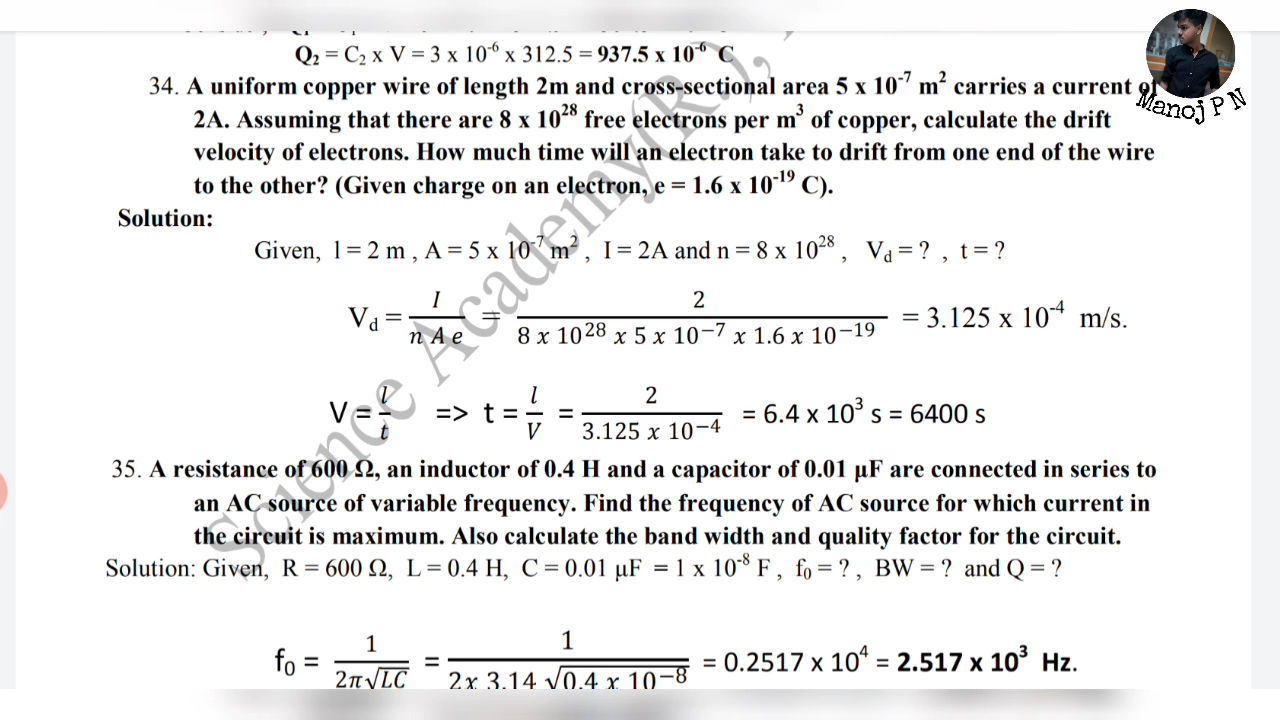 Q₂ = C₂ x V = 3 x 10⁻⁶ x 312.5 = 937.5 x 10⁻⁶ C
34. A uniform copper wire of length 2m and cross-sectional area 5 x 10⁻⁷ m² carries a current of
2A. Assuming that there are 8 x 10²⁸ free electrons per m³ of copper, calculate the drift
velocity of electrons. How much time will an electron take to drift from one end of the wire
to the other? (Given charge on an electron, e = 1.6 x 10⁻¹⁹ C).
Solution:
Given, l = 2 m , A = 5 x 10⁻⁷ m² , I = 2A and n = 8 x 10²⁸ , V_d = ? , t = ?
V_d = I / n A e = 2 / 8 x 10²⁸ x 5 x 10⁻⁷ x 1.6 x 10⁻¹⁹ = 3.125 x 10⁻⁴ m/s.
V = l / t => t = l / V = 2 / 3.125 x 10⁻⁴ = 6.4 x 10³ s = 6400 s
35. A resistance of 600 Ω, an inductor of 0.4 H and a capacitor of 0.01 μF are connected in series to
an AC source of variable frequency. Find the frequency of AC source for which current in
the circuit is maximum. Also calculate the band width and quality factor for the circuit.
Solution: Given, R = 600 Ω, L = 0.4 H, C = 0.01 μF = 1 x 10⁻⁸ F , f₀ = ? , BW = ? and Q = ?
f₀ = 1 / 2π√LC = 1 / 2x 3.14 √0.4 x 10⁻⁸ = 0.2517 x 10⁴ = 2.517 x 10³ Hz.
Science Academy(R.),
Manoj P N